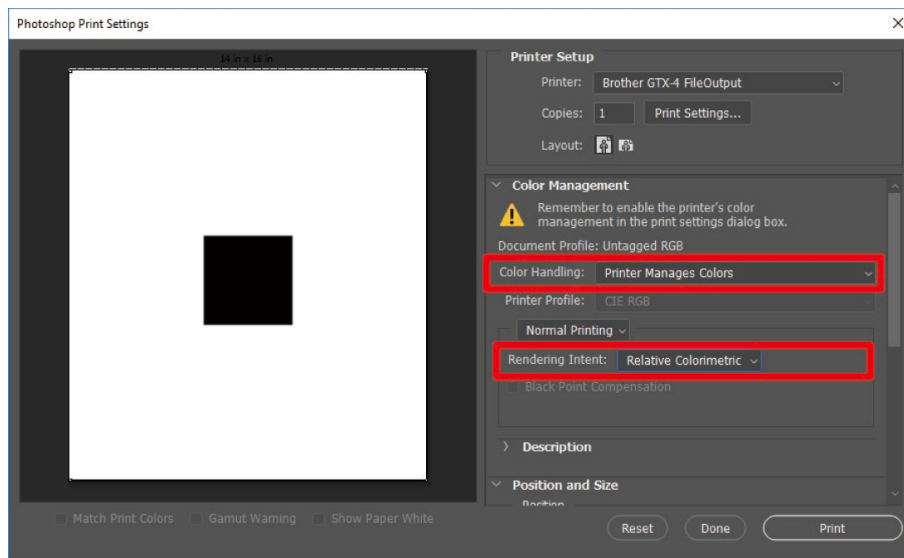 Photoshop Print Settings
14 in x 16 in
Printer Setup
Printer: Brother GTX-4 FileOutput
Copies: 1 Print Settings...
Layout:
Color Management
Remember to enable the printer's color
management in the print settings dialog box.
Document Profile: Untagged RGB
Color Handling: Printer Manages Colors
Printer Profile: CIE RGB
Normal Printing
Rendering Intent: Relative Colorimetric
Black Point Compensation
Description
Position and Size
Position
Match Print Colors Gamut Warning Show Paper White
Reset Done Print